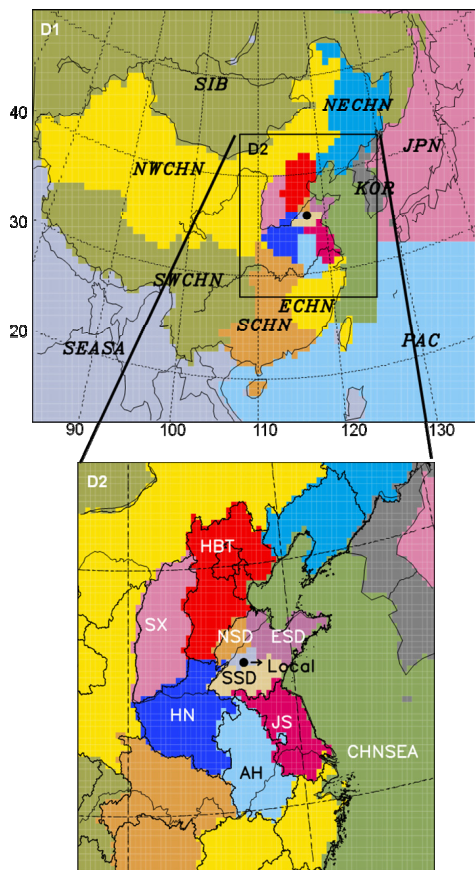 D1
SIB
40
NECHN
JPN
D2
NWCHN
KOR
30
SWCHN
ECHN
SCHN
20
SEASA
PAC
90 100 110 120 130
D2
HBT
SX
NSD ESD
Local
SSD
HN
JS
CHNSEA
AH